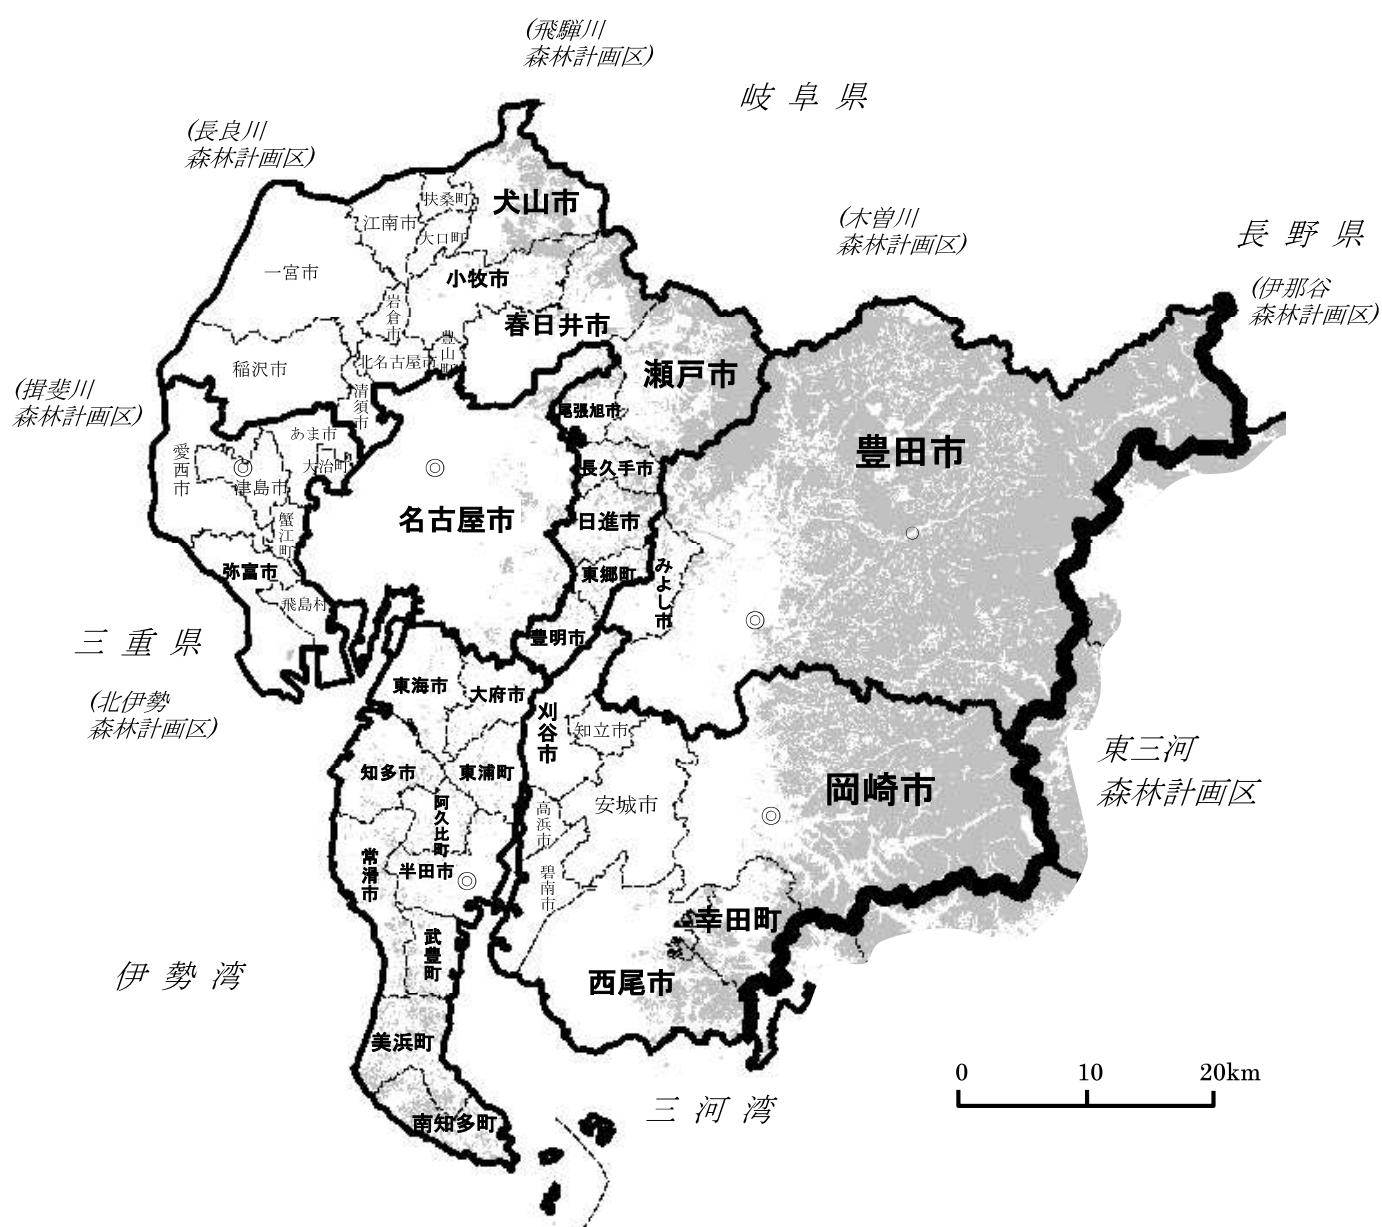 (飛騨川
森林計画区)
岐阜県
(長良川
森林計画区)
扶桑町
犬山市
江南市
大口町
(木曽川
森林計画区)
長野県
一宮市
小牧市
(伊那谷
森林計画区)
岩倉市
春日井市
豊山町
北名古屋市
稲沢市
瀬戸市
(揖斐川
森林計画区)
清須市
尾張旭市
あま市
愛西市
大治町
豊田市
津島市
長久手市
蟹江町
名古屋市
日進市
弥富市
東郷町
みよし市
飛島村
三重県
豊明市
東海市
大府市
(北伊勢
森林計画区)
刈谷市
知立市
東三河
森林計画区
知多市
東浦町
岡崎市
阿久比町
高浜市
安城市
常滑市
半田市
碧南市
幸田町
武豊町
伊勢湾
西尾市
美浜町
0 10 20km
三河湾
南知多町